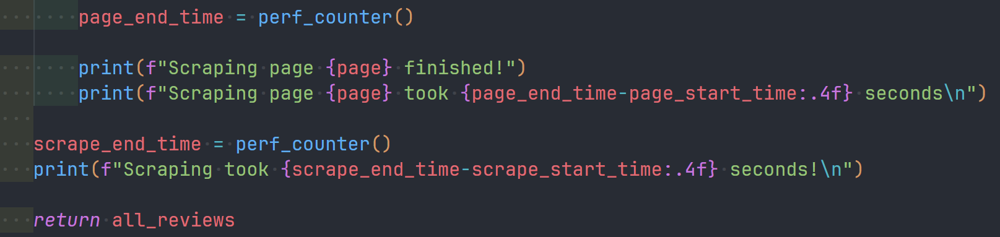 page_end_time = perf_counter()
print(f"Scraping page {page} finished!")
print(f"Scraping page {page} took {page_end_time-page_start_time:.4f} seconds\n")
scrape_end_time = perf_counter()
print(f"Scraping took {scrape_end_time-scrape_start_time:.4f} seconds!\n")
return all_reviews